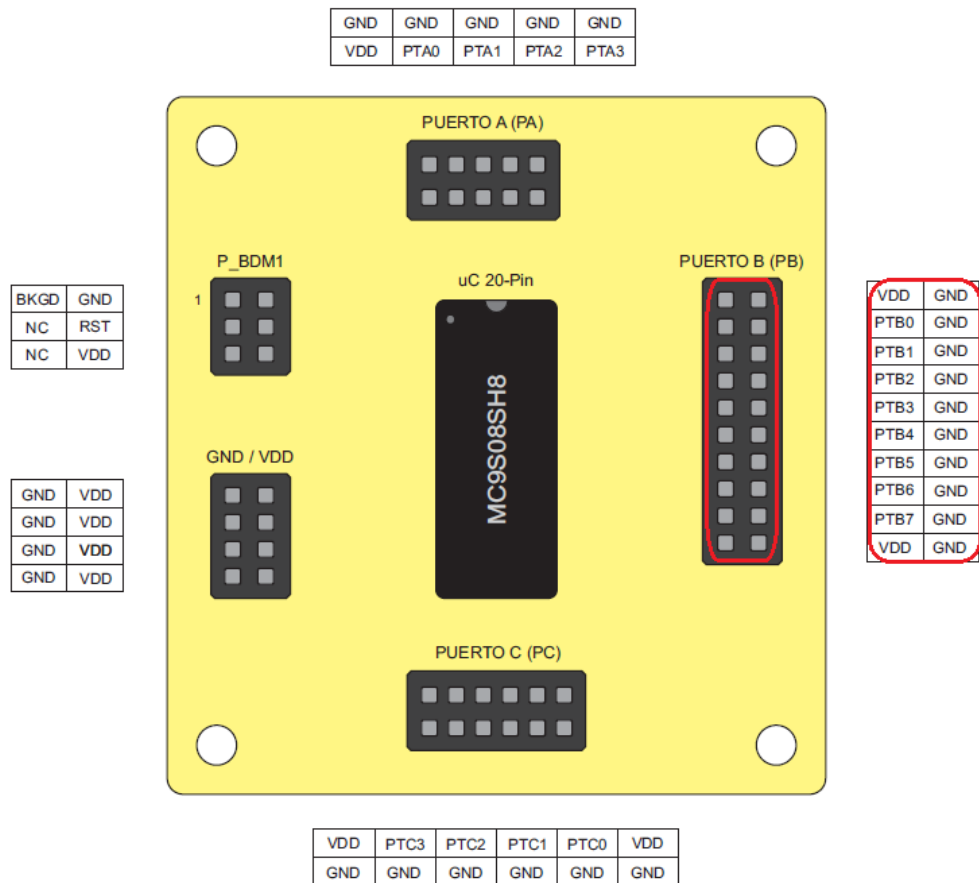 GND GND GND GND GND
VDD PTA0 PTA1 PTA2 PTA3
PUERTO A (PA)
P_BDM1
uC 20-Pin
PUERTO B (PB)
1
BKGD GND
NC RST
NC VDD
MC9S08SH8
VDD GND
PTB0 GND
PTB1 GND
PTB2 GND
PTB3 GND
PTB4 GND
PTB5 GND
PTB6 GND
PTB7 GND
VDD GND
GND / VDD
GND VDD
GND VDD
GND VDD
GND VDD
PUERTO C (PC)
VDD PTC3 PTC2 PTC1 PTC0 VDD
GND GND GND GND GND GND